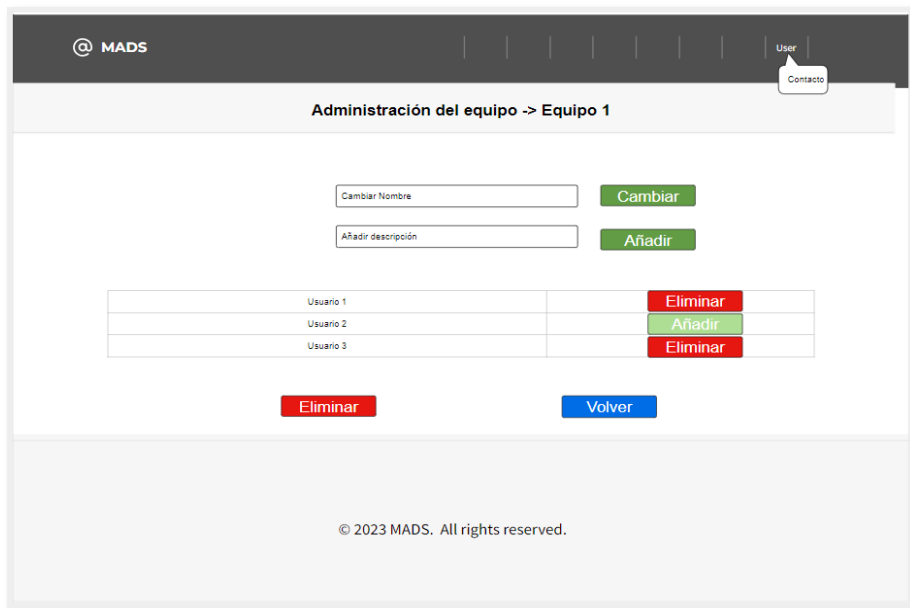 @ MADS
User
Contacto
Administración del equipo -> Equipo 1
Cambiar Nombre
Cambiar
Añadir descripción
Añadir
Usuario 1
Eliminar
Usuario 2
Añadir
Usuario 3
Eliminar
Eliminar
Volver
© 2023 MADS. All rights reserved.